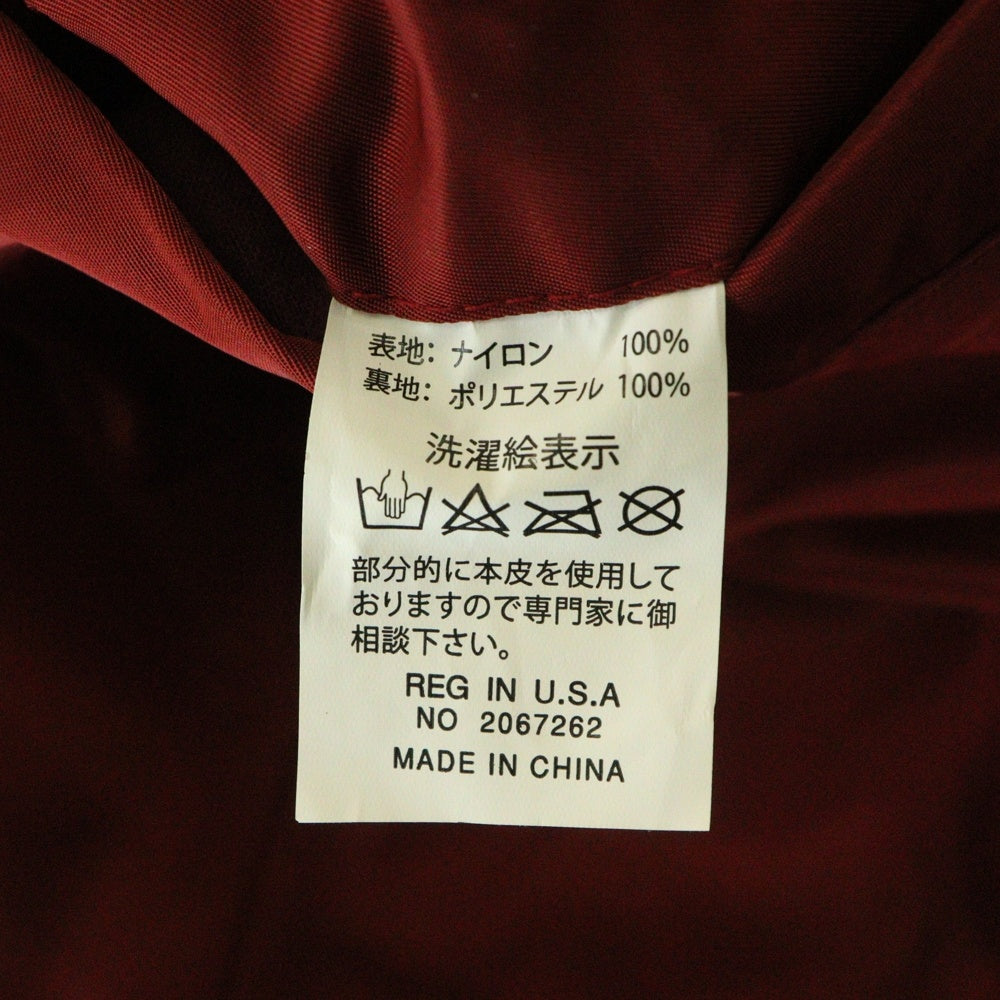 表地: ナイロン 100%
裏地: ポリエステル 100%
洗濯絵表示
部分的に本皮を使用して
おりますので専門家に御
相談下さい。
REG IN U.S.A
NO 2067262
MADE IN CHINA